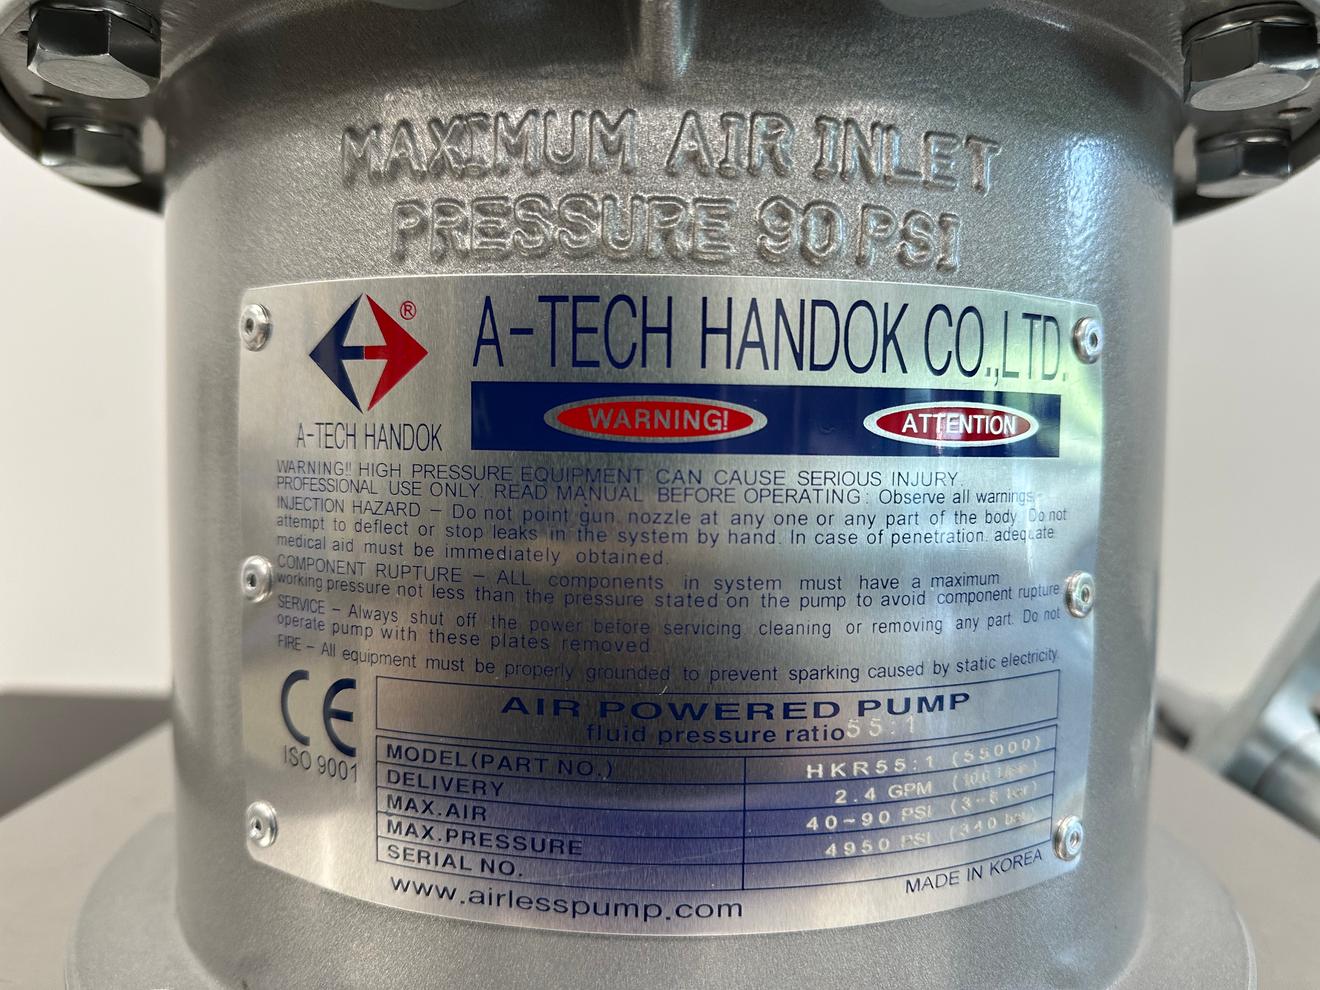 MAXIMUM AIR INLET
PRESSURE 90 PSI
®
A-TECH HANDOK
A-TECH HANDOK CO.,LTD.
WARNING! ATTENTION
WARNING!! HIGH PRESSURE EQUIPMENT CAN CAUSE SERIOUS INJURY.
PROFESSIONAL USE ONLY. READ MANUAL BEFORE OPERATING: Observe all warnings.
INJECTION HAZARD - Do not point gun. nozzle at any one or any part of the body. Do not
attempt to deflect or stop leaks in the system by hand. In case of penetration. adequate
medical aid must be immediately obtained.
COMPONENT RUPTURE - ALL components in system must have a maximum
working pressure not less than the pressure stated on the pump to avoid component rupture.
SERVICE - Always shut off the power before servicing cleaning or removing any part. Do not
operate pump with these plates removed.
FIRE - All equipment must be properly grounded to prevent sparking caused by static electricity.
CE
ISO 9001
AIR POWERED PUMP
fluid pressure ratio 55:1
MODEL(PART NO.) HKR55:1 (55000)
DELIVERY 2.4 GPM
MAX.AIR 40~90 PSI (3-6 bar)
MAX.PRESSURE 4950 PSI (340 bar)
SERIAL NO.
www.airlesspump.com
MADE IN KOREA